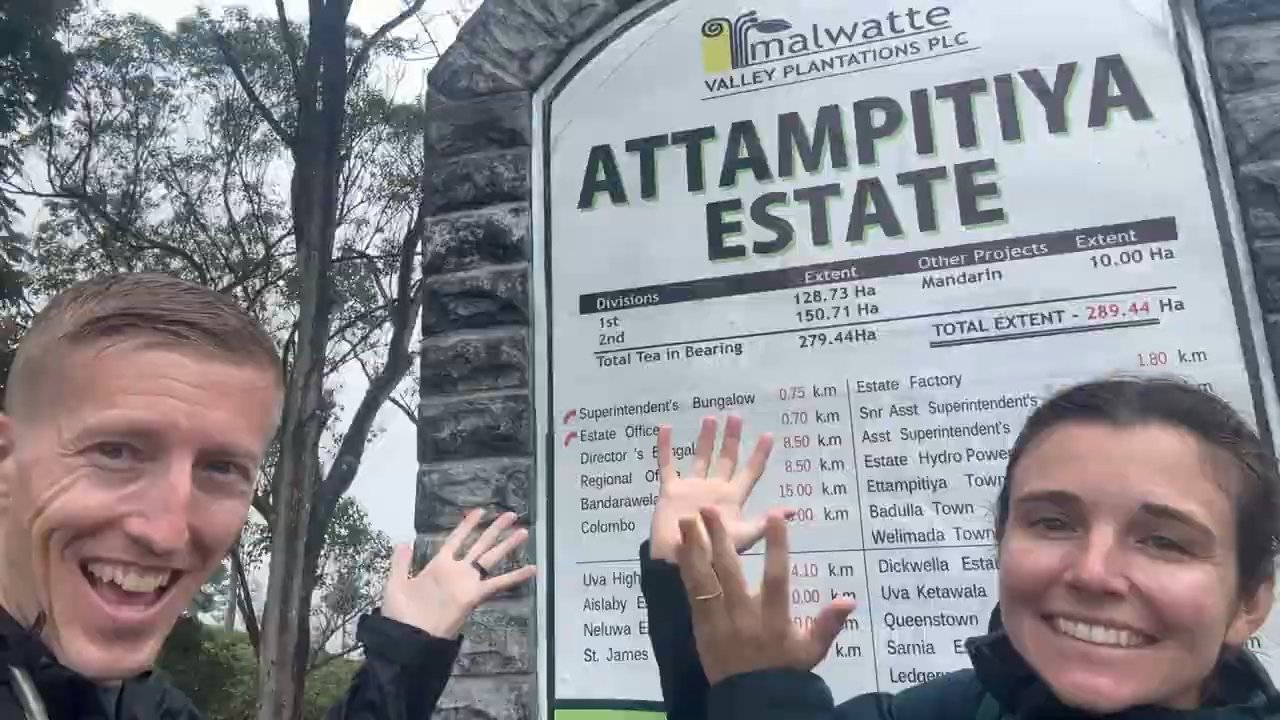 malwatte
VALLEY PLANTATIONS PLC
ATTAMPITIYA
ESTATE
Divisions Extent Other Projects Extent
1st 128.73 Ha Mandarin 10.00 Ha
2nd 150.71 Ha
Total Tea in Bearing 279.44Ha TOTAL EXTENT - 289.44 Ha
Superintendent's Bungalow 0.75 k.m Estate Factory 1.80 k.m
Estate Office 0.70 k.m Snr Asst Superintendent's
Director 's 8.50 k.m Asst Superintendent's
Regional 8.50 k.m Estate Hydro Power
Bandarawela 15.00 k.m Ettampitiya Town
Colombo k.m Badulla Town
Welimada Town
Uva High 4.10 k.m Dickwella
Aislaby k.m Uva Ketawala
Neluwa Queenstown
St. James k.m Sarnia